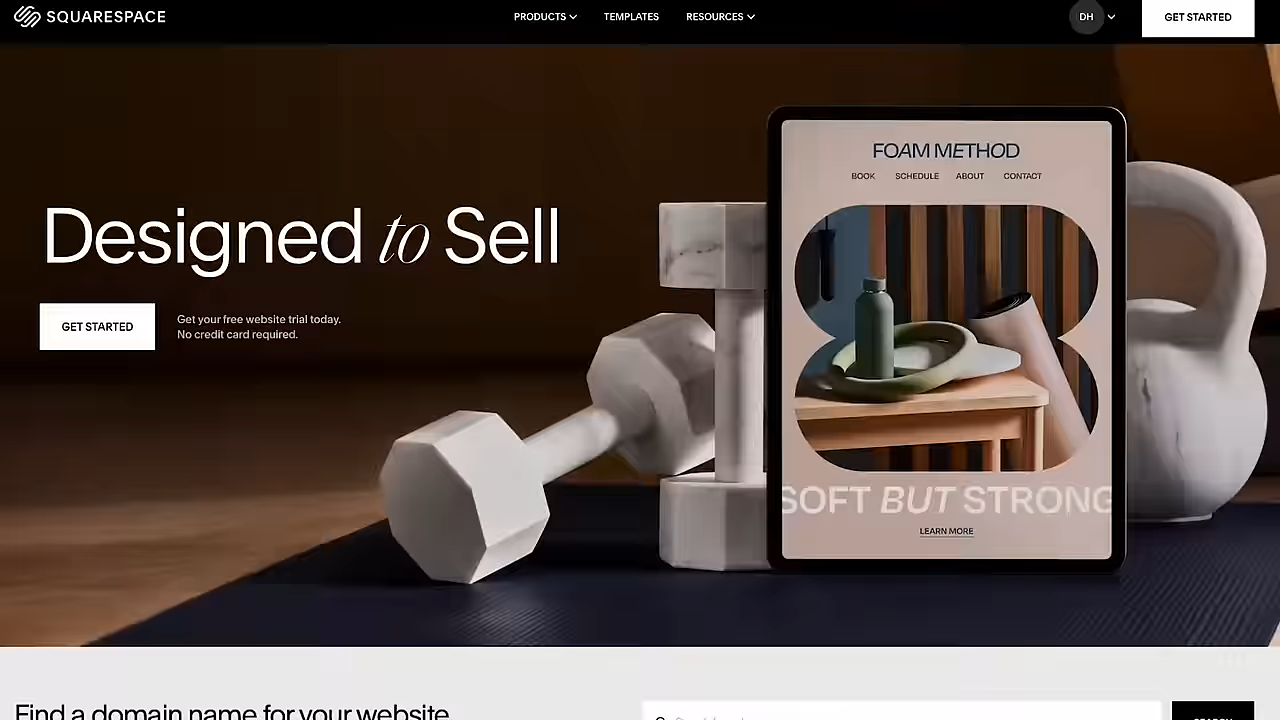 SQUARESPACE
PRODUCTS
TEMPLATES
RESOURCES
DH
GET STARTED
Designed to Sell
GET STARTED
Get your free website trial today.
No credit card required.
FOAM METHOD
BOOK SCHEDULE ABOUT CONTACT
SOFT BUT STRONG
LEARN MORE
Find a domain name for your website